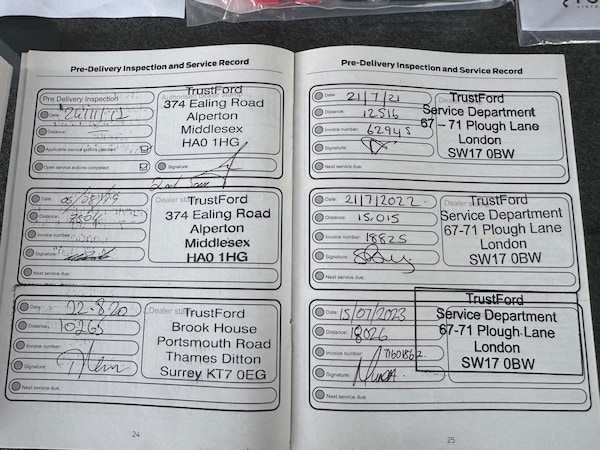 Pre-Delivery Inspection and Service Record
Pre Delivery Inspection
Date:
Distance:
Applicable service actions checked
Open service actions completed
Signature:
TrustFord
374 Ealing Road
Alperton
Middlesex
HA0 1HG
Date:
Distance:
Invoice number:
Signature:
Next service due:
TrustFord
374 Ealing Road
Alperton
Middlesex
HA0 1HG
Date: 22.8.20
Distance: 10265
Invoice number:
Signature:
Next service due:
Dealer
TrustFord
Brook House
Portsmouth Road
Thames Ditton
Surrey KT7 0EG
24
Pre-Delivery Inspection and Service Record
Date: 21/7/21
Distance: 12516
Invoice number: 62945
Signature:
Next service due:
TrustFord
Service Department
67-71 Plough Lane
London
SW17 0BW
Date: 21/7/2022.
Distance: 15,015
Invoice number: 18825
Signature:
Next service due:
Dealer
TrustFord
Service Department
67-71 Plough Lane
London
SW17 0BW
Date: 15/07/2023
Distance: 18026
Invoice number:
Signature:
Next service due:
TrustFord
Service Department
67-71 Plough Lane
London
SW17 0BW
25